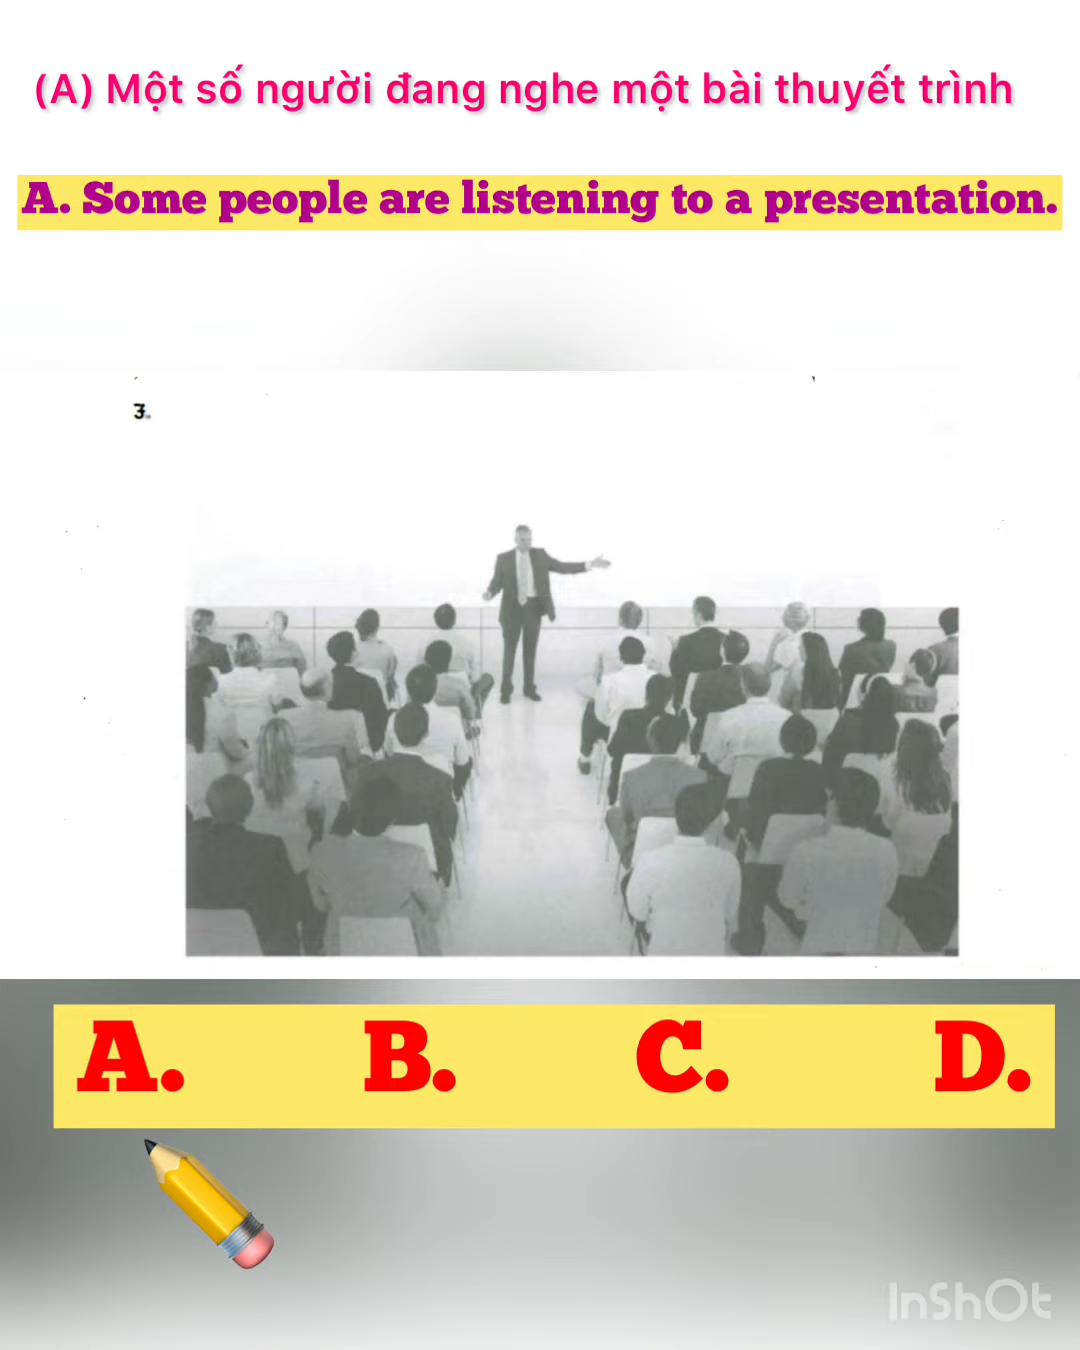 (A) Một số người đang nghe một bài thuyết trình
A. Some people are listening to a presentation.
3.
A. B. C. D.
InShOt